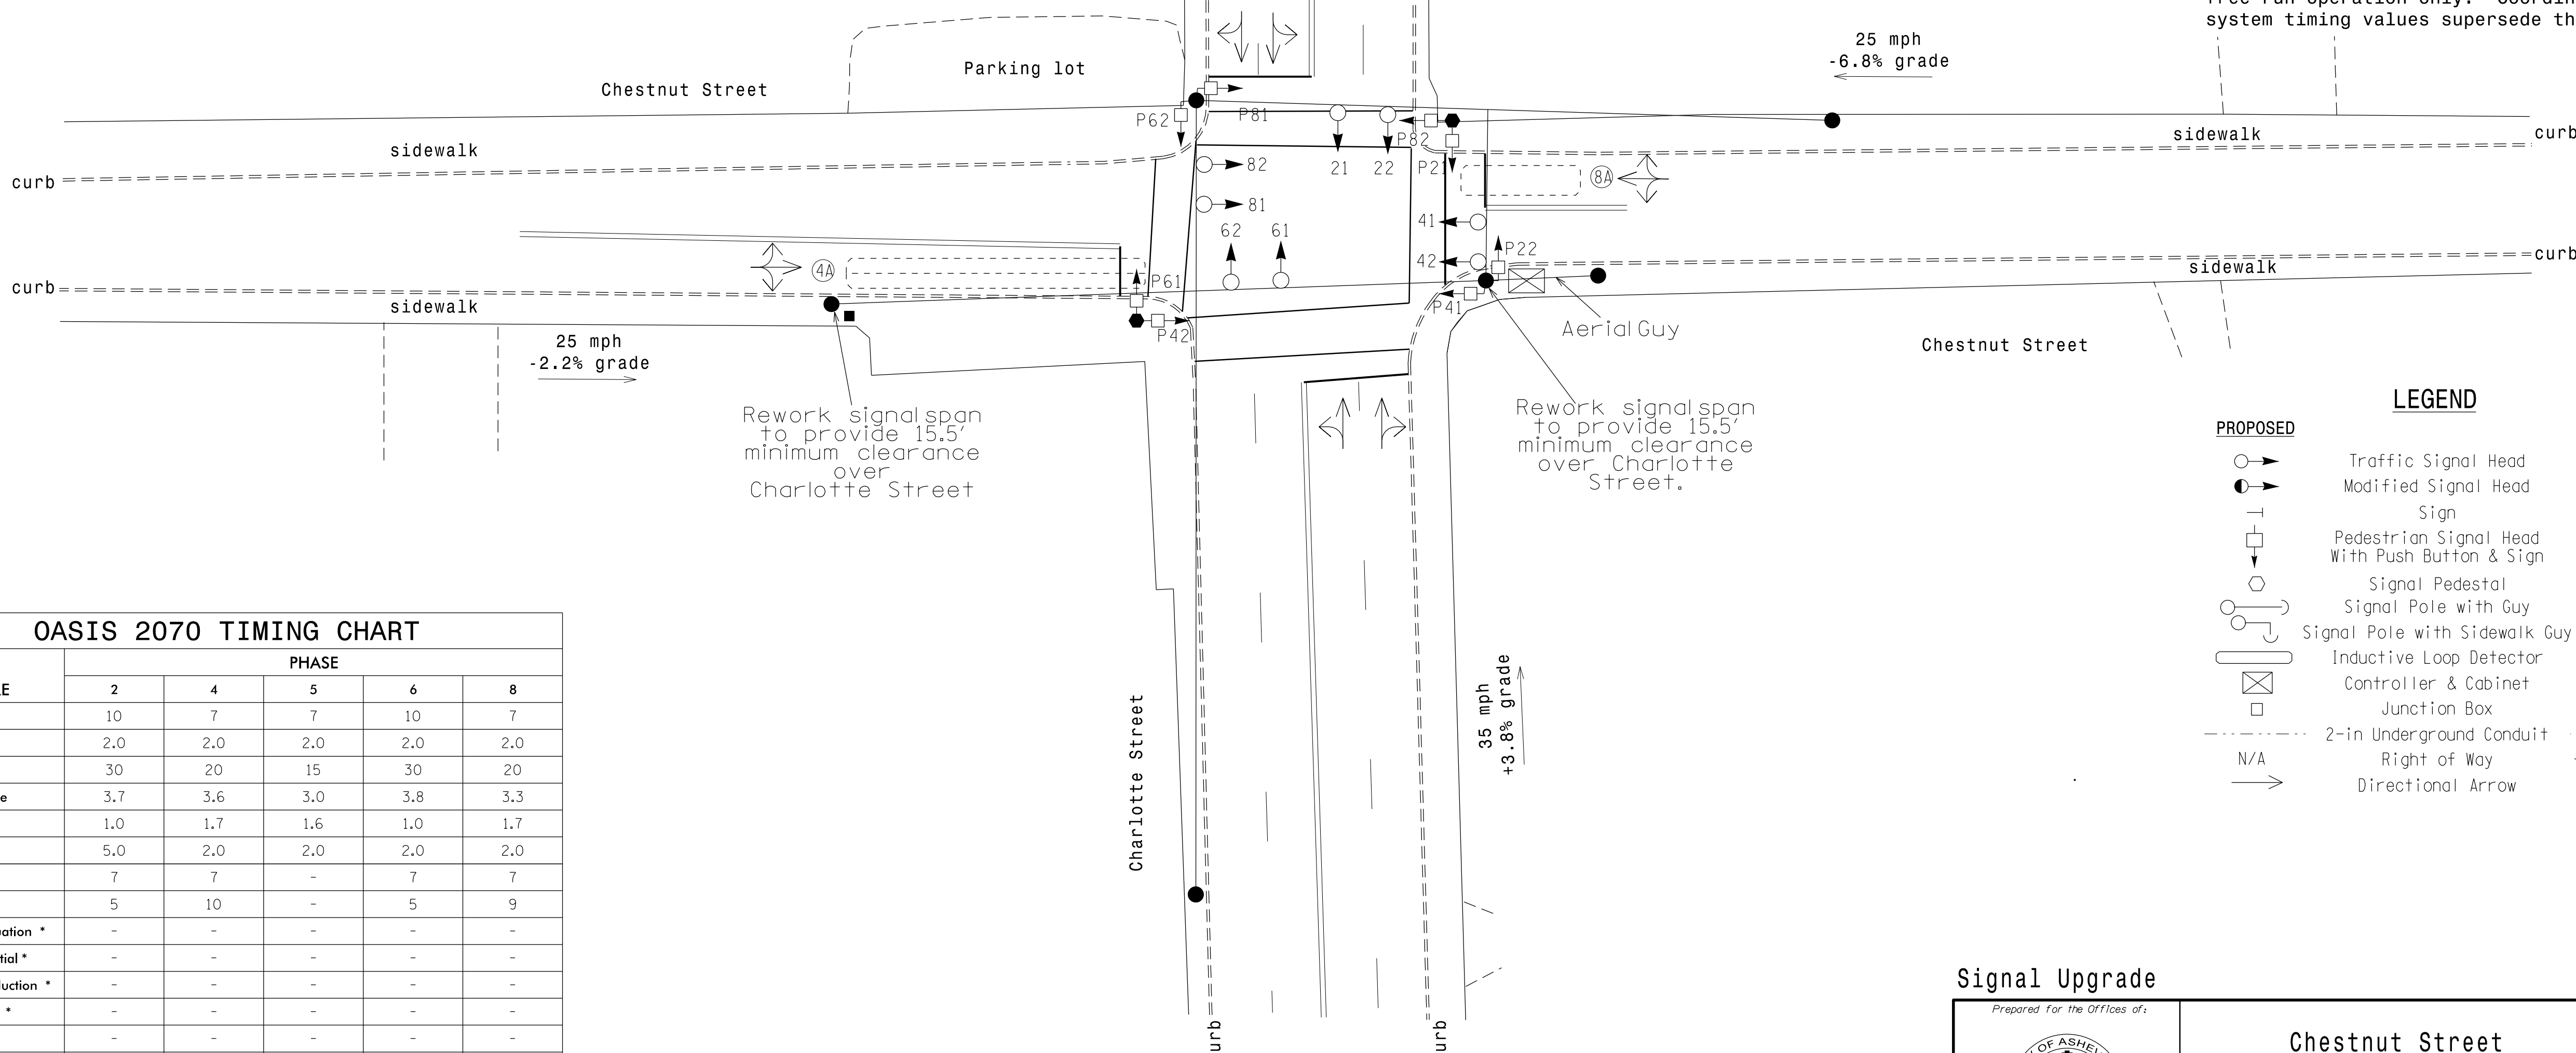 system timing values supersede th
25 mph
-6.8% grade
Parking lot
Chestnut Street
P62
P81
P82
sidewalk
sidewalk
curb
curb
82
21
22
P21
8A
81
41
62
61
P22
42
4A
P61
P41
curb
curb
sidewalk
sidewalk
P42
Aerial Guy
25 mph
-2.2% grade
Chestnut Street
Rework signal span
to provide 15.5'
minimum clearance
over
Charlotte Street
Rework signal span
to provide 15.5'
minimum clearance
over Charlotte
Street.
LEGEND
PROPOSED
Traffic Signal Head
Modified Signal Head
Sign
Pedestrian Signal Head
With Push Button & Sign
Signal Pedestal
Signal Pole with Guy
Signal Pole with Sidewalk Guy
Inductive Loop Detector
Controller & Cabinet
Junction Box
2-in Underground Conduit
N/A Right of Way
Directional Arrow
OASIS 2070 TIMING CHART
PHASE
E 2 4 5 6 8
10 7 7 10 7
2.0 2.0 2.0 2.0 2.0
30 20 15 30 20
e 3.7 3.6 3.0 3.8 3.3
1.0 1.7 1.6 1.0 1.7
5.0 2.0 2.0 2.0 2.0
7 7 - 7 7
5 10 - 5 9
uation * - - - - -
tial * - - - - -
duction * - - - - -
* - - - - -
- - - - -
Charlotte Street
35 mph
+3.8% grade
urb
urb
Signal Upgrade
Prepared for the Offices of:
OF ASHE
Chestnut Street